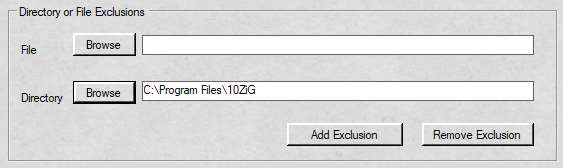 Directory or File Exclusions
File Browse
Directory Browse C:\Program Files\10ZiG
Add Exclusion Remove Exclusion